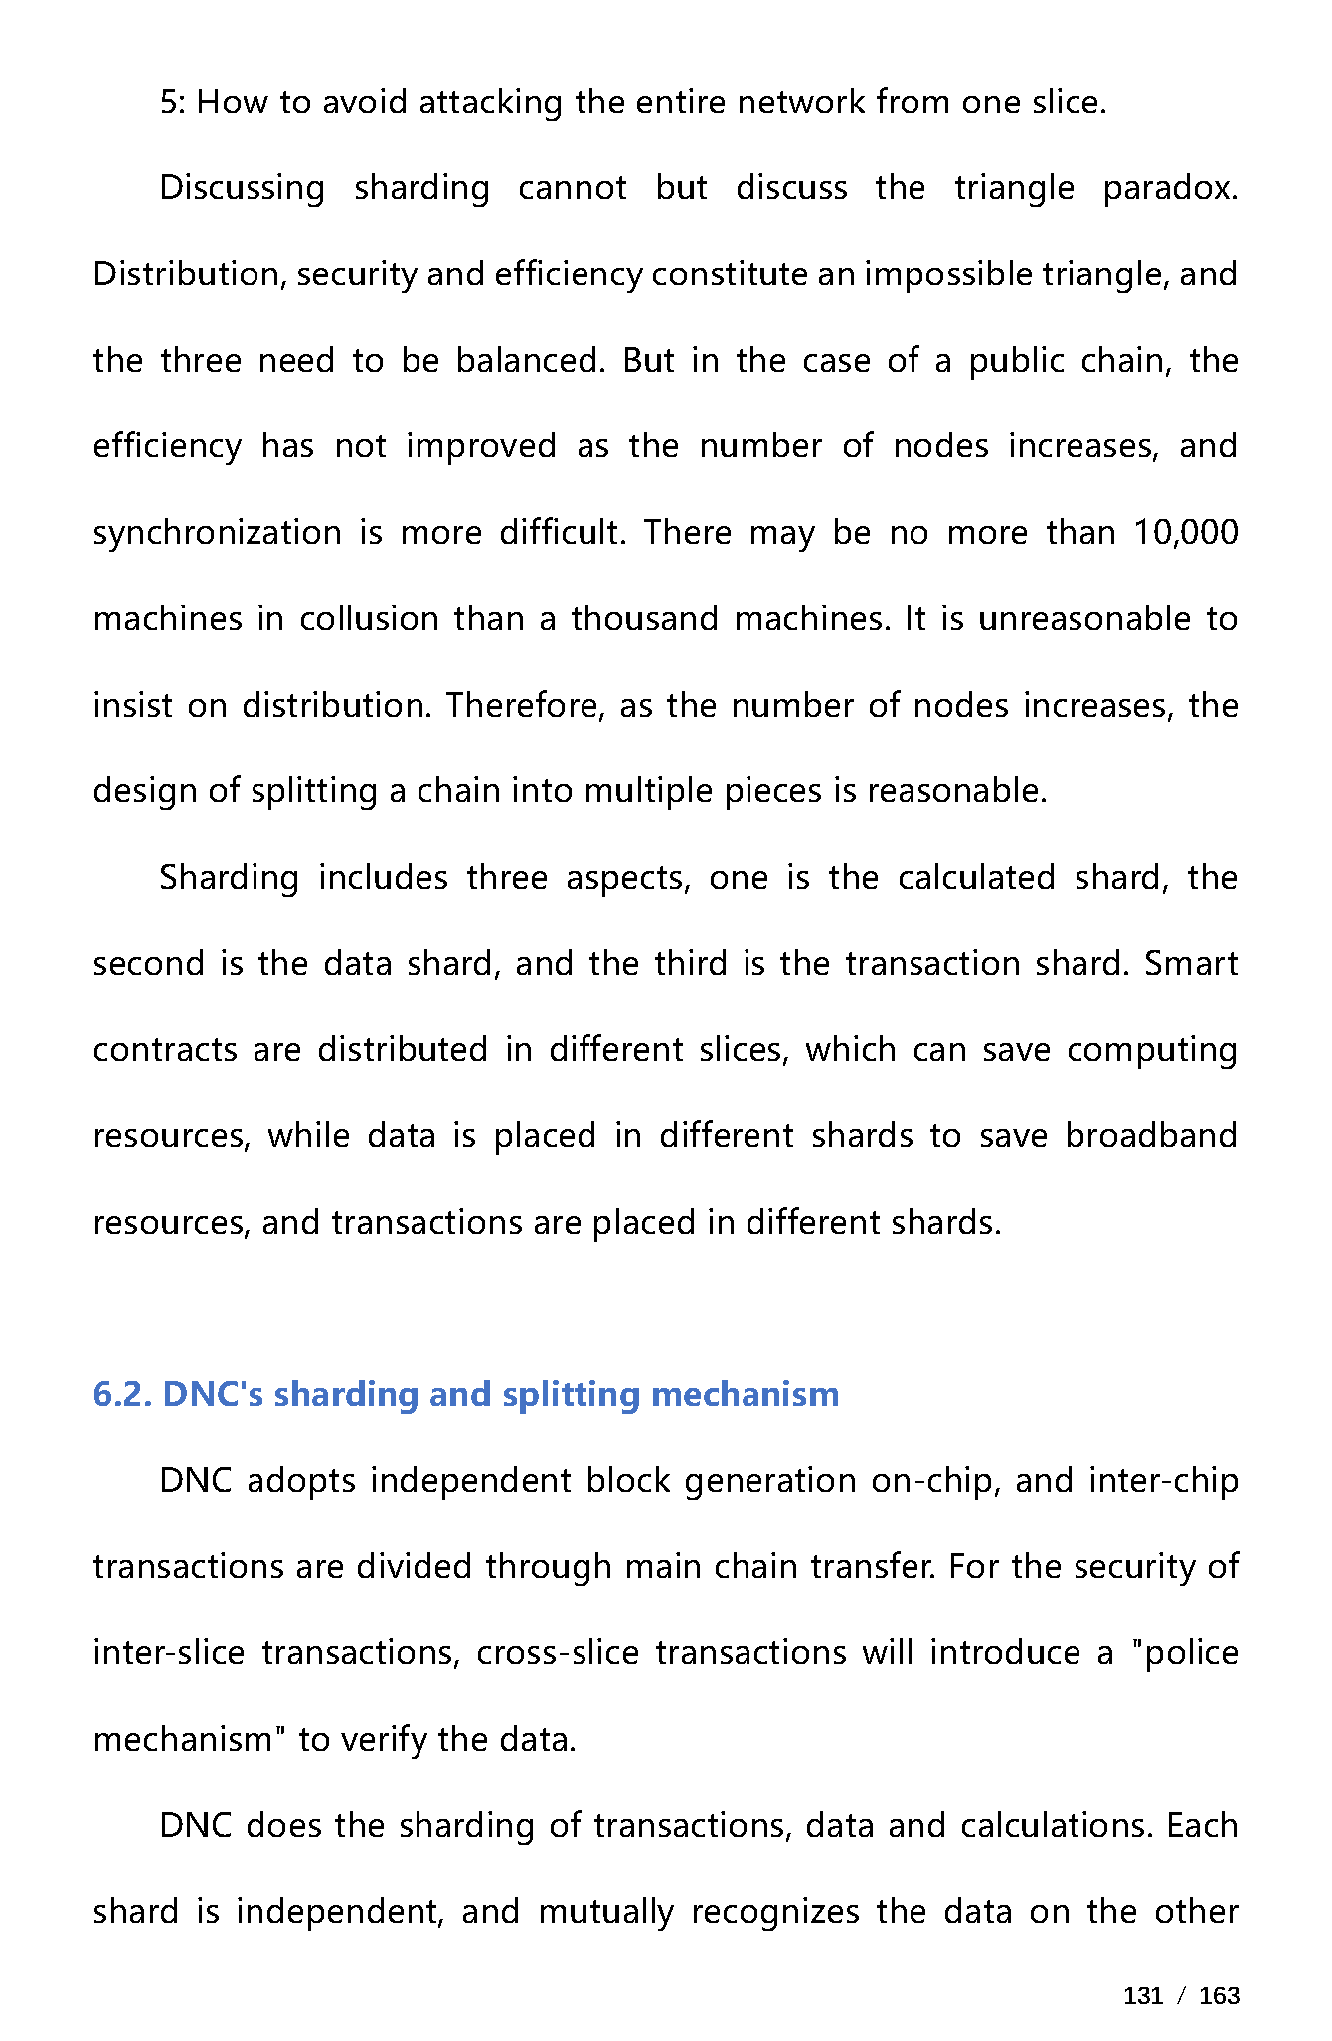 5: How to avoid attacking the entire network from one slice.
Discussing sharding cannot but discuss the triangle paradox.
Distribution, security and efficiency constitute an impossible triangle, and
the three need to be balanced. But in the case of a public chain, the
efficiency has not improved as the number of nodes increases, and
synchronization is more difficult. There may be no more than 10,000
machines in collusion than a thousand machines. It is unreasonable to
insist on distribution. Therefore, as the number of nodes increases, the
design of splitting a chain into multiple pieces is reasonable.
Sharding includes three aspects, one is the calculated shard, the
second is the data shard, and the third is the transaction shard. Smart
contracts are distributed in different slices, which can save computing
resources, while data is placed in different shards to save broadband
resources, and transactions are placed in different shards.
6.2. DNC's sharding and splitting mechanism
DNC adopts independent block generation on-chip, and inter-chip
transactions are divided through main chain transfer. For the security of
inter-slice transactions, cross-slice transactions will introduce a "police
mechanism" to verify the data.
DNC does the sharding of transactions, data and calculations. Each
shard is independent, and mutually recognizes the data on the other
131 / 163